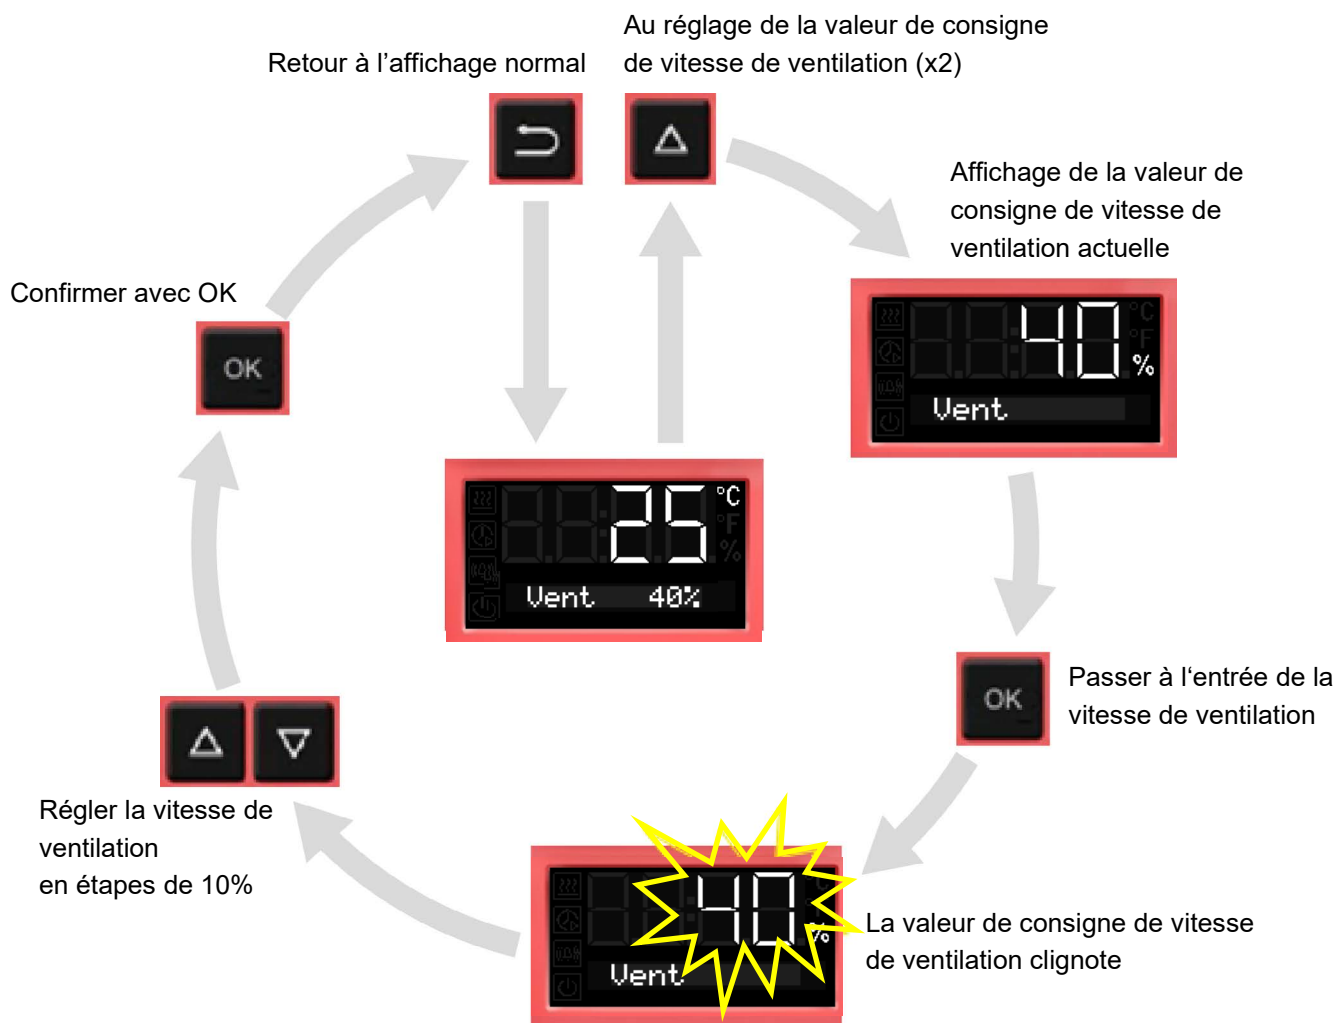 Au réglage de la valeur de consigne
de vitesse de ventilation (x2)
Retour à l’affichage normal
Affichage de la valeur de
consigne de vitesse de
ventilation actuelle
40
°C
°F
%
Vent
Confirmer avec OK
OK
25
°C
°F
%
Vent 40%
OK
Passer à l‘entrée de la
vitesse de ventilation
Régler la vitesse de
ventilation
en étapes de 10%
40
%
Vent
La valeur de consigne de vitesse
de ventilation clignote